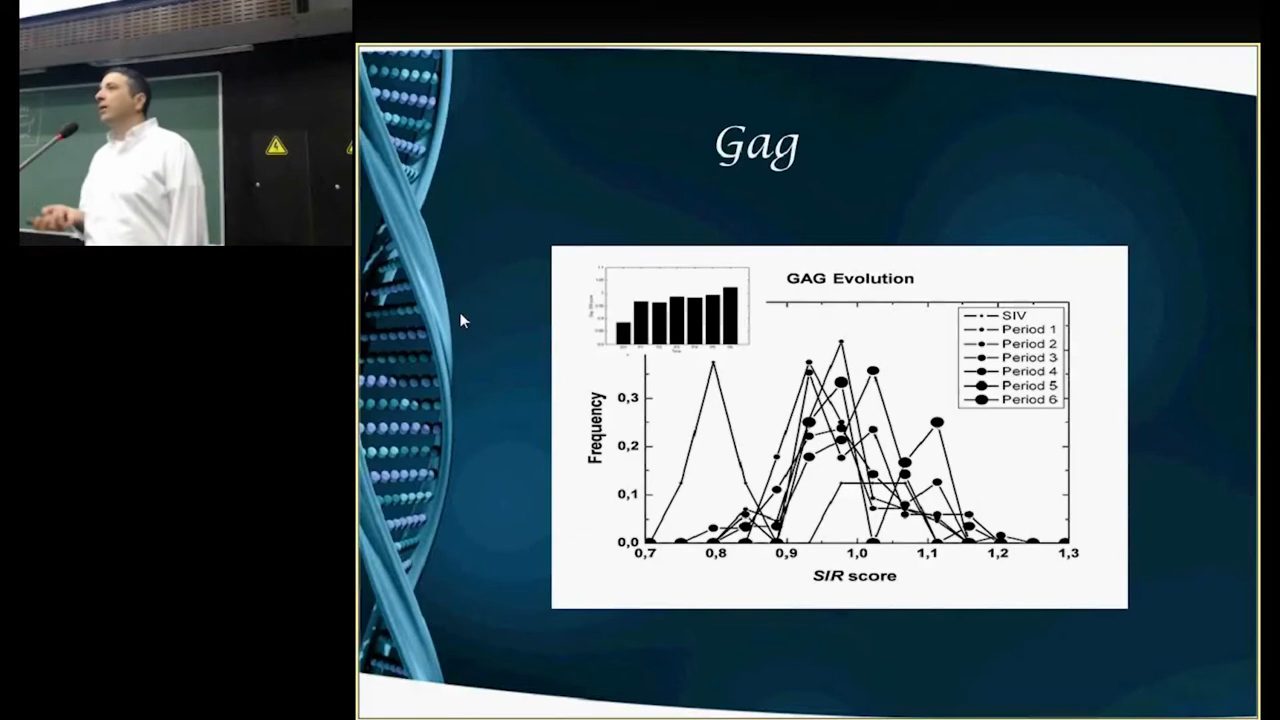 Gag
GAG Evolution
SIV
Period 1
Period 2
Period 3
Period 4
Period 5
Period 6
Frequency
0,3
0,2
0,1
0,0
0,7
0,8
0,9
1,0
1,1
1,2
1,3
SIR score